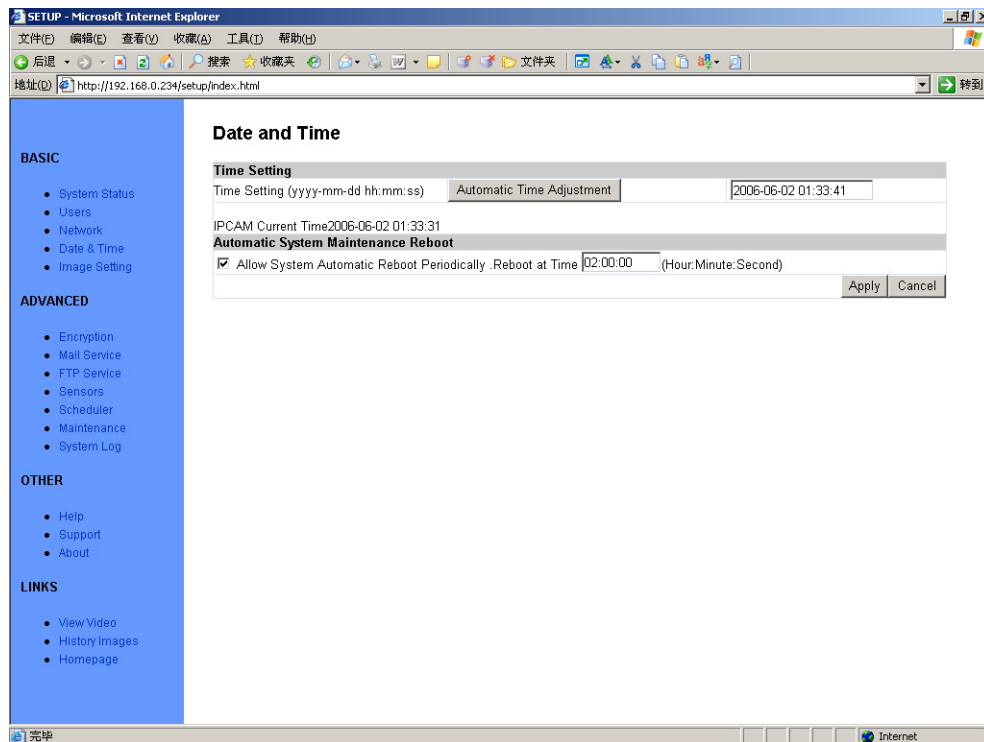 SETUP - Microsoft Internet Explorer
文件(F) 编辑(E) 查看(V) 收藏(A) 工具(T) 帮助(H)
后退 搜索 收藏夹 文件夹
地址(D) http://192.168.0.234/setup/index.html 转到
Date and Time
BASIC
System Status
Users
Network
Date & Time
Image Setting
ADVANCED
Encryption
Mail Service
FTP Service
Sensors
Scheduler
Maintenance
System Log
OTHER
Help
Support
About
LINKS
View Video
History Images
Homepage
Time Setting
Time Setting (yyyy-mm-dd hh:mm:ss) Automatic Time Adjustment 2006-06-02 01:33:41
IPCAM Current Time2006-06-02 01:33:31
Automatic System Maintenance Reboot
Allow System Automatic Reboot Periodically .Reboot at Time 02:00:00 (Hour:Minute:Second)
Apply Cancel
完毕 Internet